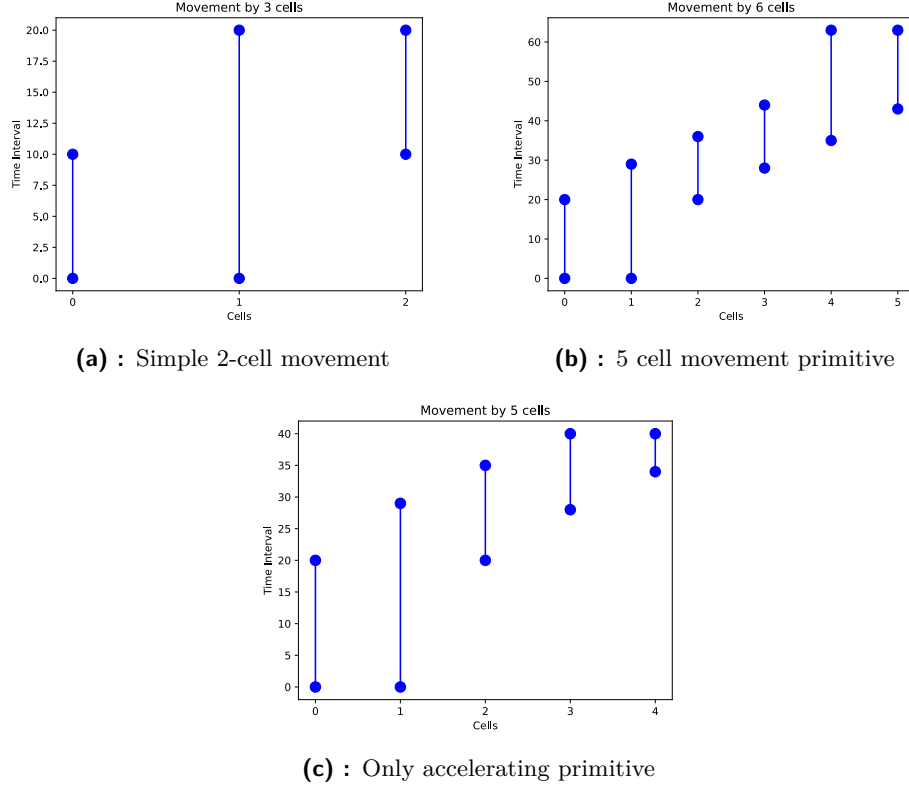 Movement by 3 cells
20.0
17.5
15.0
12.5
10.0
7.5
5.0
2.5
0.0
Time Interval
0 1 2
Cells
(a) : Simple 2-cell movement
Movement by 6 cells
60
50
40
30
20
10
0
Time Interval
0 1 2 3 4 5
Cells
(b) : 5 cell movement primitive
Movement by 5 cells
40
35
30
25
20
15
10
5
0
Time Interval
0 1 2 3 4
Cells
(c) : Only accelerating primitive